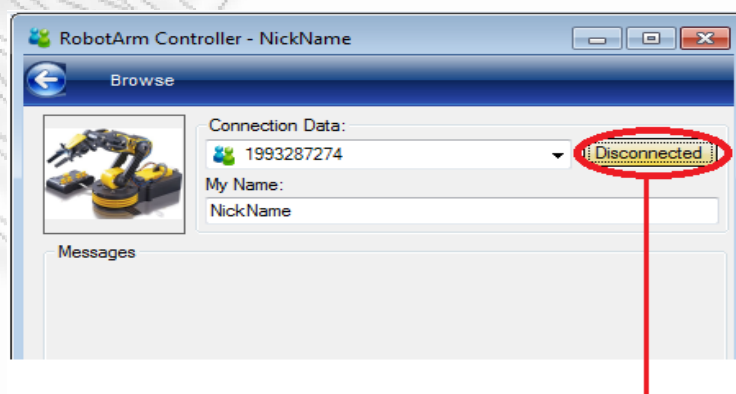 RobotArm Controller - NickName
Browse
Connection Data:
1993287274
Disconnected
My Name:
NickName
Messages